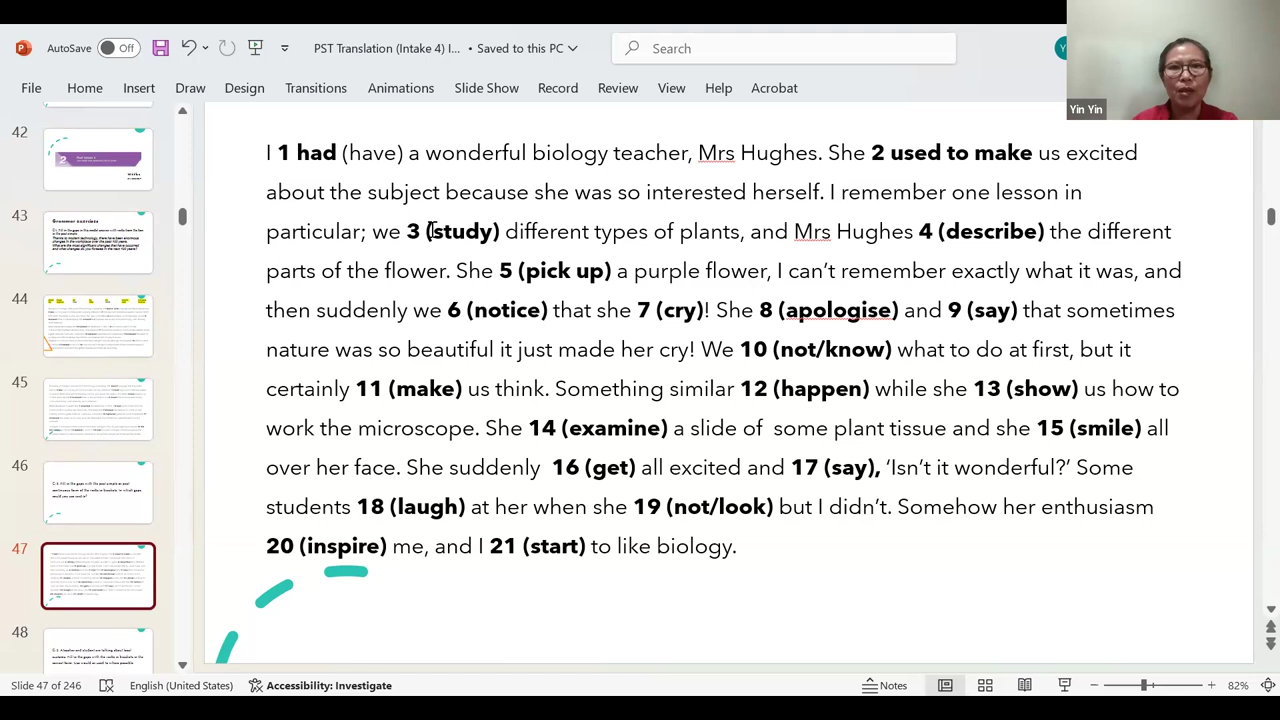 AutoSave Off PST Translation (Intake 4) I... • Saved to this PC Search Y
File Home Insert Draw Design Transitions Animations Slide Show Record Review View Help Acrobat
Yin Yin
42
43
44
45
46
47
48
I 1 had (have) a wonderful biology teacher, Mrs Hughes. She 2 used to make us excited
about the subject because she was so interested herself. I remember one lesson in
particular; we 3 (study) different types of plants, and Mrs Hughes 4 (describe) the different
parts of the flower. She 5 (pick up) a purple flower, I can't remember exactly what it was, and
then suddenly we 6 (notice) that she 7 (cry)! She 8 (apologise) and 9 (say) that sometimes
nature was so beautiful it just made her cry! We 10 (not/know) what to do at first, but it
certainly 11 (make) us think. Something similar 12 (happen) while she 13 (show) us how to
work the microscope. She 14 (examine) a slide of some plant tissue and she 15 (smile) all
over her face. She suddenly 16 (get) all excited and 17 (say), 'Isn't it wonderful?' Some
students 18 (laugh) at her when she 19 (not/look) but I didn't. Somehow her enthusiasm
20 (inspire) me, and I 21 (start) to like biology.
Slide 47 of 246 English (United States) Accessibility: Investigate Notes 82%